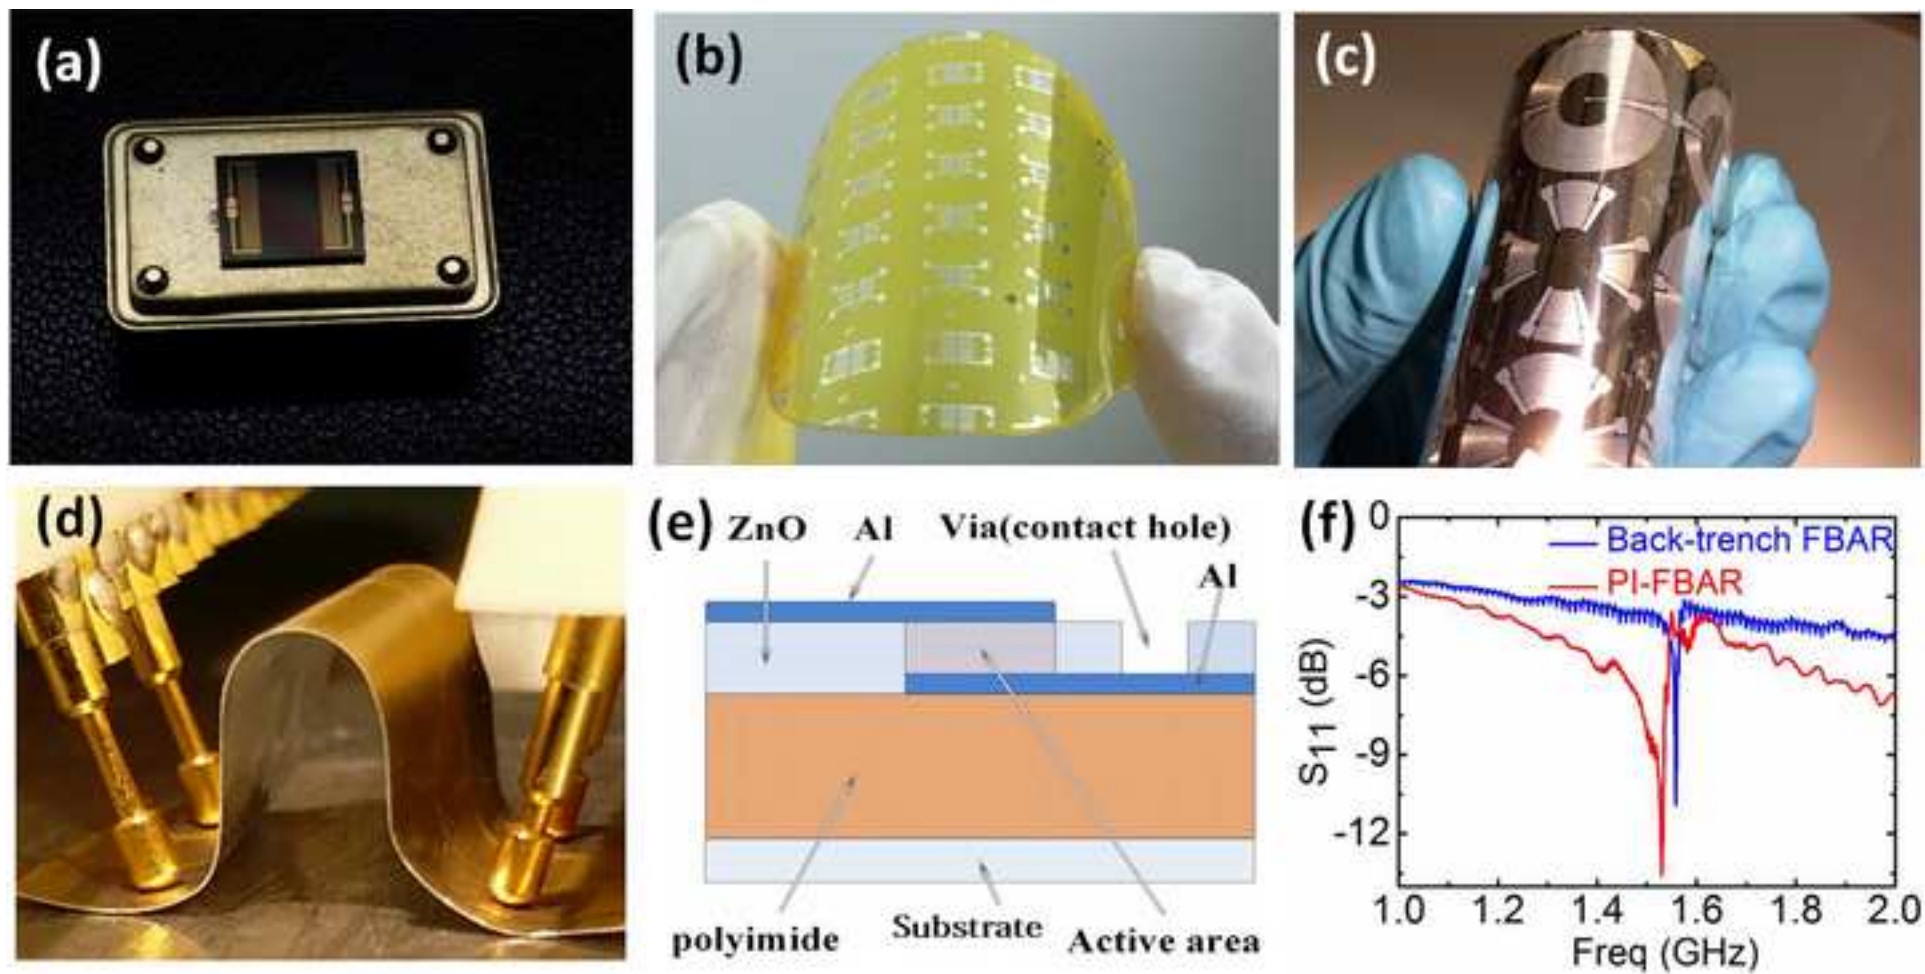 (a)
(b)
(c)
(d)
(e)
ZnO
Al
Via(contact hole)
Al
polyimide
Substrate
Active area
(f)
Back-trench FBAR
PI-FBAR
0
-3
-6
-9
-12
S11 (dB)
1.0 1.2 1.4 1.6 1.8 2.0
Freq (GHz)